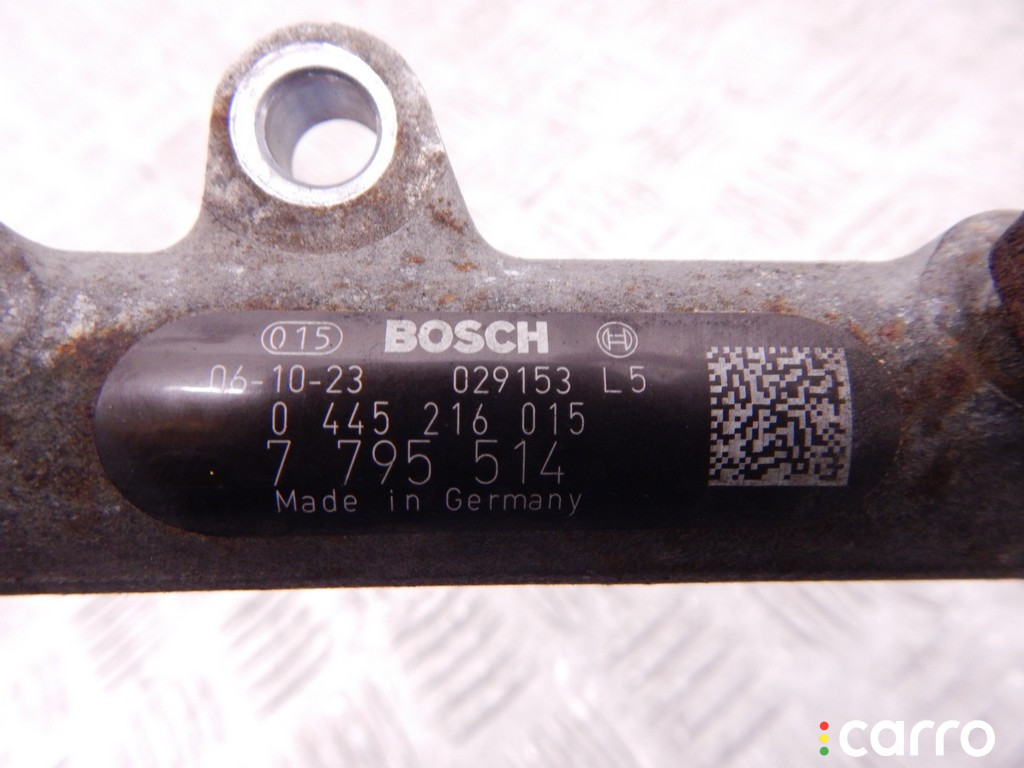 015 BOSCH
06-10-23 029153 L5
0 445 216 015
7 795 514
Made in Germany
carro